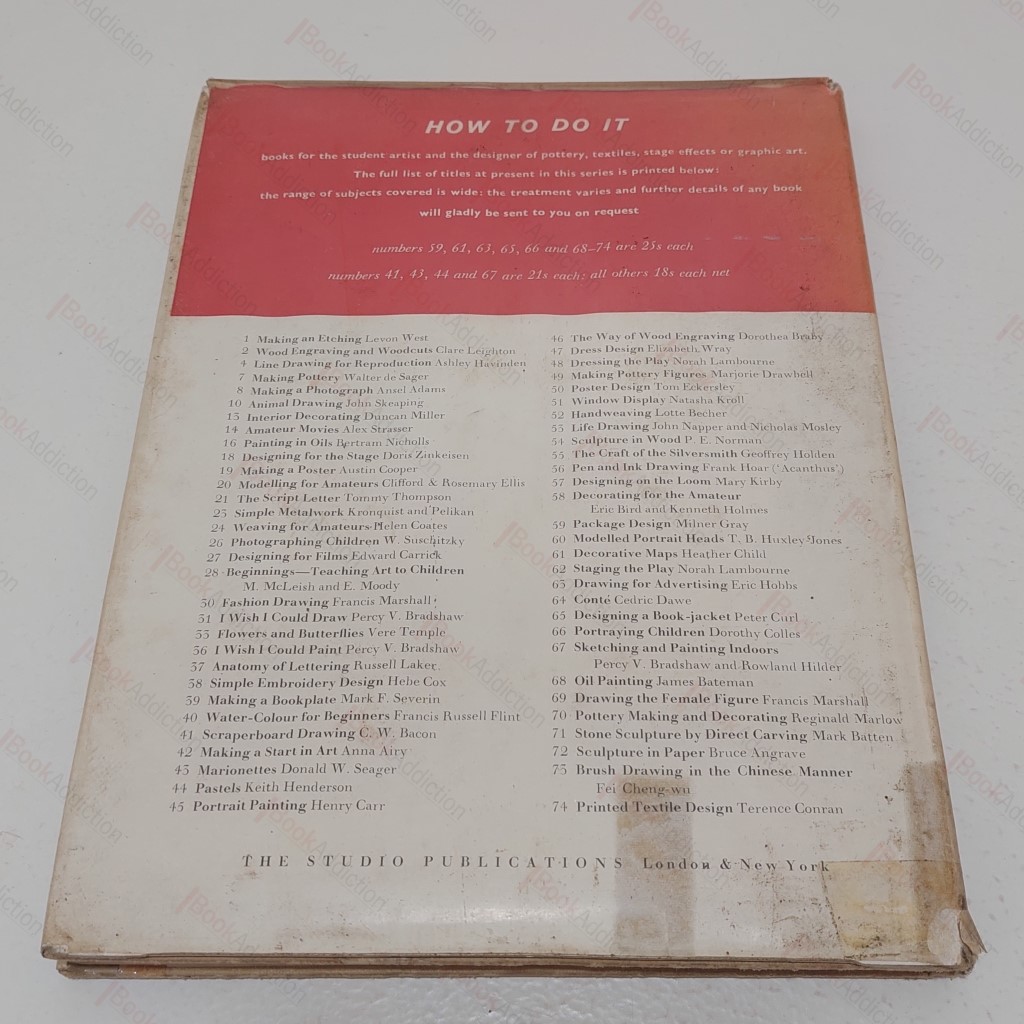 HOW TO DO IT
books for the student artist and the designer of pottery, textiles, stage effects or graphic art.
The full list of titles at present in this series is printed below:
the range of subjects covered is wide: the treatment varies and further details of any book
will gladly be sent to you on request
numbers 59, 61, 63, 65, 66 and 68–74 are 25s each
numbers 41, 43, 44 and 67 are 21s each; all others 18s each net
1 Making an Etching Levon West
2 Wood Engraving and Woodcuts Clare Leighton
4 Line Drawing for Reproduction Ashley Havinden
7 Making Pottery Walter de Sager
8 Making a Photograph Ansel Adams
10 Animal Drawing John Skeaping
13 Interior Decorating Duncan Miller
14 Amateur Movies Alex Strasser
16 Painting in Oils Bertram Nicholls
18 Designing for the Stage Doris Zinkeisen
19 Making a Poster Austin Cooper
20 Modelling for Amateurs Clifford & Rosemary Ellis
21 The Script Letter Tommy Thompson
23 Simple Metalwork Kronquist and Pelikan
24 Weaving for Amateurs Helen Coates
26 Photographing Children W. Suschitzky
27 Designing for Films Edward Carrick
28 Beginnings—Teaching Art to Children
M. McLeish and E. Moody
30 Fashion Drawing Francis Marshall
31 I Wish I Could Draw Percy V. Bradshaw
33 Flowers and Butterflies Vere Temple
36 I Wish I Could Paint Percy V. Bradshaw
37 Anatomy of Lettering Russell Laker
38 Simple Embroidery Design Hebe Cox
39 Making a Bookplate Mark F. Severin
40 Water-Colour for Beginners Francis Russell Flint
41 Scraperboard Drawing C. W. Bacon
42 Making a Start in Art Anna Airy
43 Marionettes Donald W. Seager
44 Pastels Keith Henderson
45 Portrait Painting Henry Carr
46 The Way of Wood Engraving Dorothea Braby
47 Dress Design Elizabeth Wray
48 Dressing the Play Norah Lambourne
49 Making Pottery Figures Marjorie Drawbell
50 Poster Design Tom Eckersley
51 Window Display Natasha Kroll
52 Handweaving Lotte Becher
53 Life Drawing John Napper and Nicholas Mosley
54 Sculpture in Wood P. E. Norman
55 The Craft of the Silversmith Geoffrey Holden
56 Pen and Ink Drawing Frank Hoar ('Acanthus')
57 Designing on the Loom Mary Kirby
58 Decorating for the Amateur
Eric Bird and Kenneth Holmes
59 Package Design Milner Gray
60 Modelled Portrait Heads T. B. Huxley-Jones
61 Decorative Maps Heather Child
62 Staging the Play Norah Lambourne
63 Drawing for Advertising Eric Hobbs
64 Conté Cedric Dawe
65 Designing a Book-jacket Peter Curl
66 Portraying Children Dorothy Colles
67 Sketching and Painting Indoors
Percy V. Bradshaw and Rowland Hilder
68 Oil Painting James Bateman
69 Drawing the Female Figure Francis Marshall
70 Pottery Making and Decorating Reginald Marlow
71 Stone Sculpture by Direct Carving Mark Batten
72 Sculpture in Paper Bruce Angrave
73 Brush Drawing in the Chinese Manner
Fei Cheng-wu
74 Printed Textile Design Terence Conran
THE STUDIO PUBLICATIONS London & New York
BookAddiction